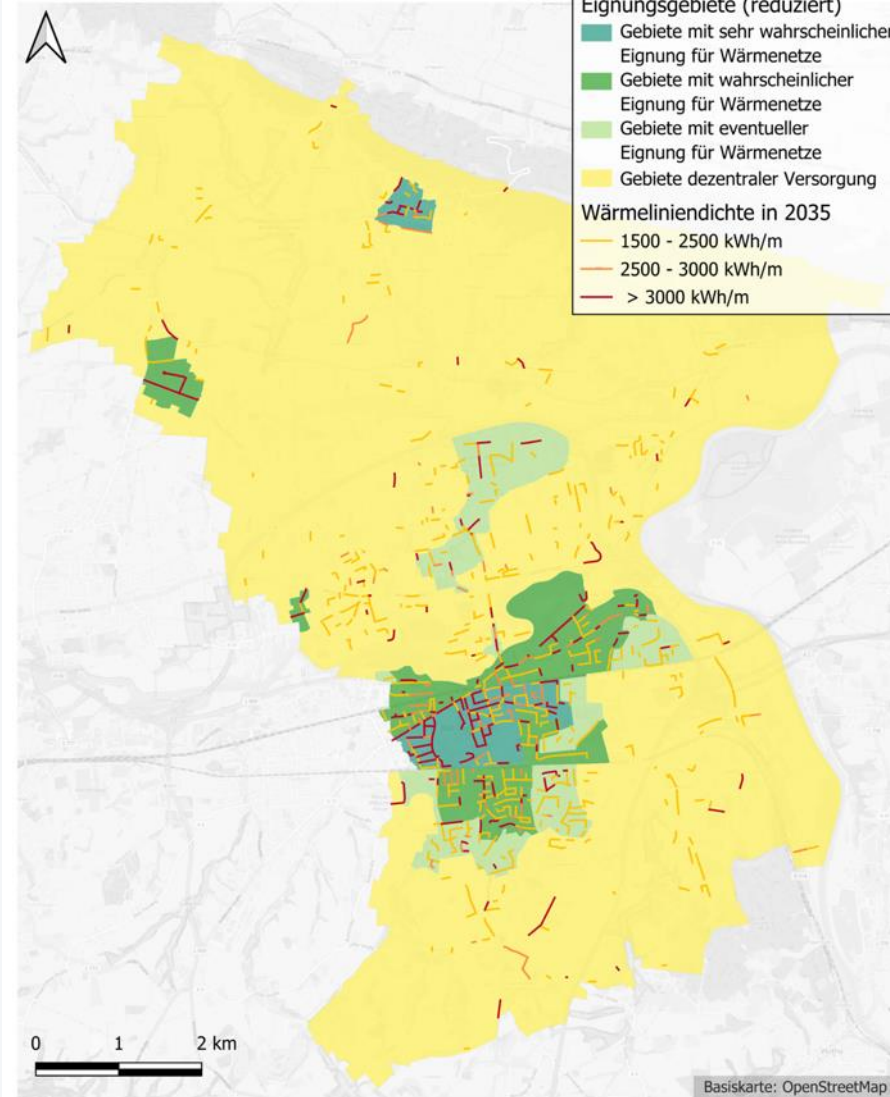 Eignungsgebiete (reduziert)
Gebiete mit sehr wahrscheinlicher
Eignung für Wärmenetze
Gebiete mit wahrscheinlicher
Eignung für Wärmenetze
Gebiete mit eventueller
Eignung für Wärmenetze
Gebiete dezentraler Versorgung
Wärmeliniendichte in 2035
1500 - 2500 kWh/m
2500 - 3000 kWh/m
> 3000 kWh/m
0 1 2 km
Basiskarte: OpenStreetMap